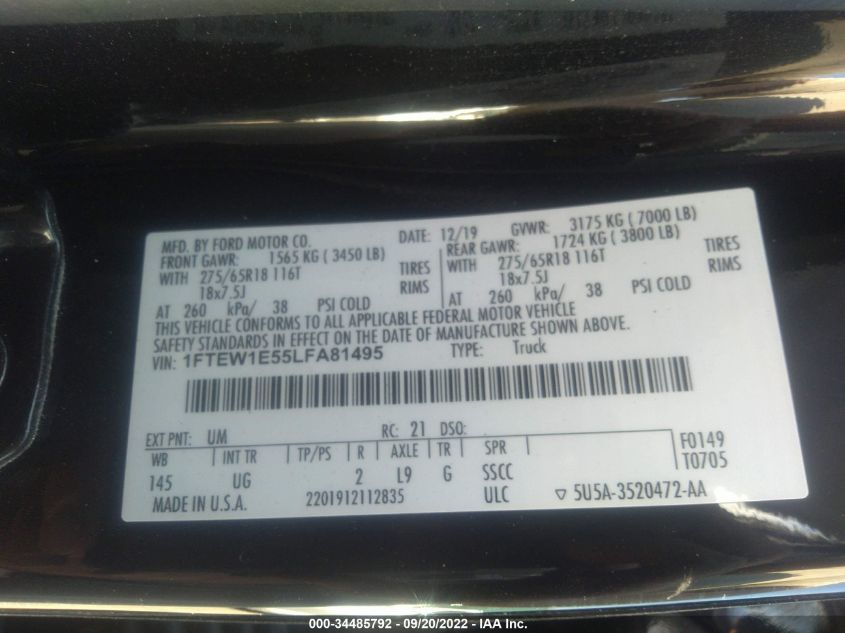 MFD. BY FORD MOTOR CO. DATE: 12/19 GVWR: 3175 KG ( 7000 LB)
FRONT GAWR: 1565 KG ( 3450 LB) REAR GAWR: 1724 KG ( 3800 LB)
WITH 275/65R18 116T TIRES WITH 275/65R18 116T TIRES
18x7.5J RIMS 18x7.5J RIMS
AT 260 kPa/ 38 PSI COLD AT 260 kPa/ 38 PSI COLD
THIS VEHICLE CONFORMS TO ALL APPLICABLE FEDERAL MOTOR VEHICLE
SAFETY STANDARDS IN EFFECT ON THE DATE OF MANUFACTURE SHOWN ABOVE.
VIN: 1FTEW1E55LFA81495 TYPE: Truck
EXT PNT: UM RC: 21 DSO: F0149
WB INT TR TP/PS R AXLE TR SPR T0705
145 UG 2 L9 G SSCC
MADE IN U.S.A. 2201912112835 ULC ▽ 5U5A-3520472-AA
000-34485792 - 09/20/2022 - IAA Inc.